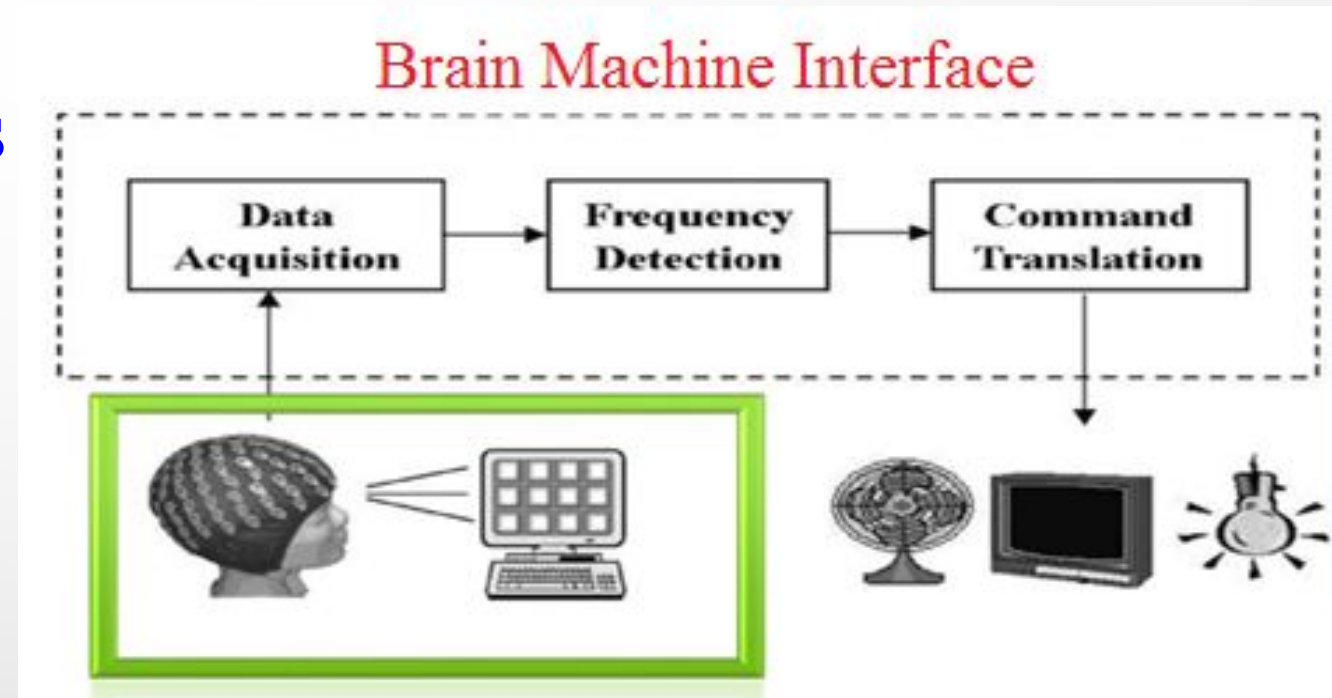 Brain Machine Interface
s
Data
Acquisition
Frequency
Detection
Command
Translation